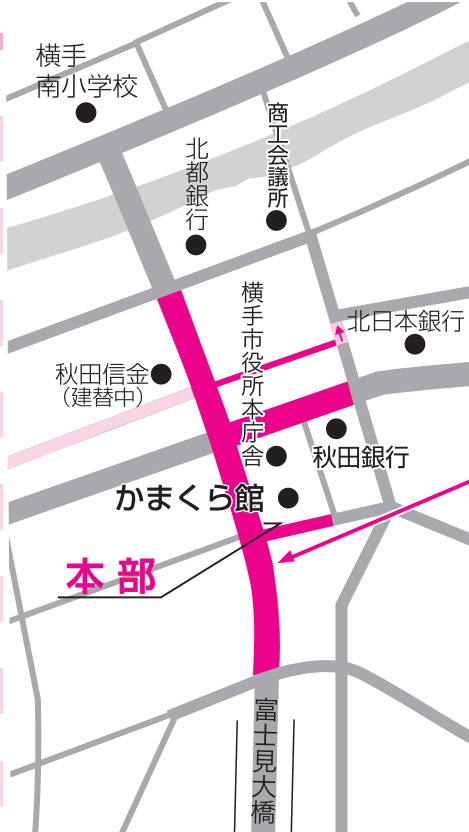 横手
南小学校
商工会議所
北都銀行
横手市役所本庁舎
北日本銀行
秋田信金
（建替中）
秋田銀行
かまくら館
本部
富士見大橋